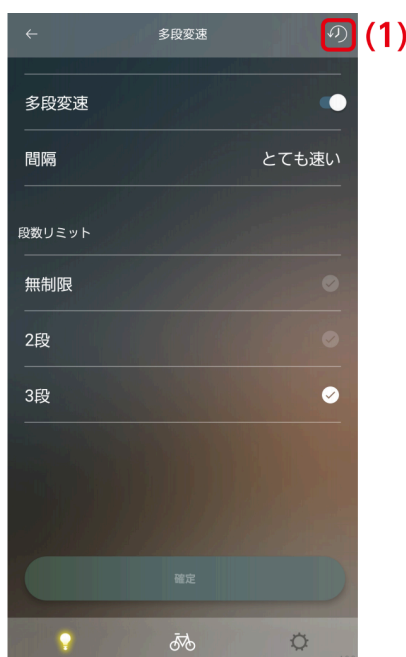 多段変速
(1)
多段変速
間隔 とても速い
段数リミット
無制限
2段
3段
確定